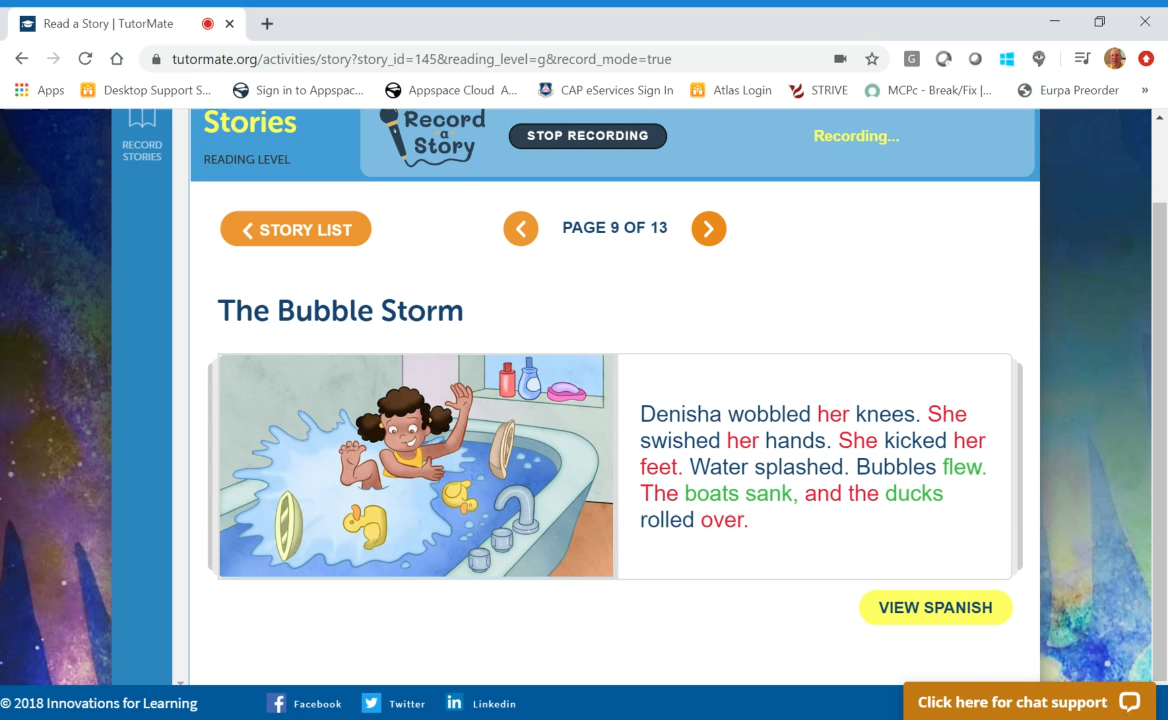 Read a Story | TutorMate
tutormate.org/activities/story?story_id=145&reading_level=g&record_mode=true
G
Apps Desktop Support S... Sign in to Appspac... Appspace Cloud A... CAP eServices Sign In Atlas Login STRIVE MCPc - Break/Fix |... Eurpa Preorder »
RECORD
STORIES
Stories
READING LEVEL
Record
a
Story
STOP RECORDING
Recording...
STORY LIST
PAGE 9 OF 13
The Bubble Storm
Denisha wobbled her knees. She
swished her hands. She kicked her
feet. Water splashed. Bubbles flew.
The boats sank, and the ducks
rolled over.
VIEW SPANISH
© 2018 Innovations for Learning Facebook Twitter Linkedin
Click here for chat support